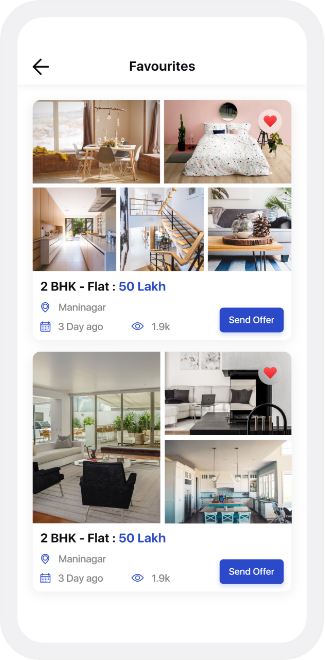 Favourites
2 BHK - Flat : 50 Lakh
Maninagar
3 Day ago 1.9k
Send Offer
2 BHK - Flat : 50 Lakh
Maninagar
3 Day ago 1.9k
Send Offer